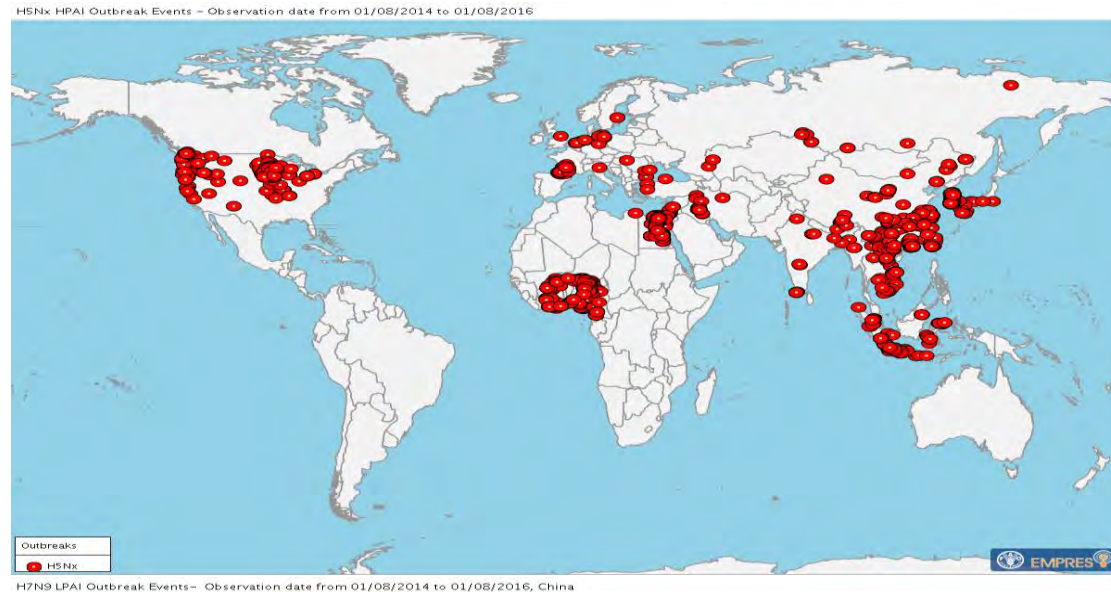 H5Nx HPAI Outbreak Events – Observation date from 01/08/2014 to 01/08/2016
Outbreaks
H5Nx
EMPRES
H7N9 LPAI Outbreak Events– Observation date from 01/08/2014 to 01/08/2016, China